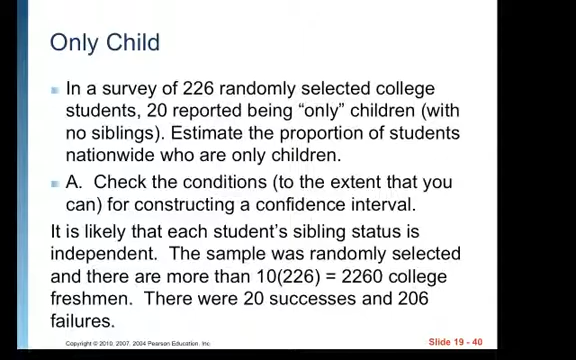 Only Child
In a survey of 226 randomly selected college
students, 20 reported being “only” children (with
no siblings). Estimate the proportion of students
nationwide who are only children.
A. Check the conditions (to the extent that you
can) for constructing a confidence interval.
It is likely that each student’s sibling status is
independent. The sample was randomly selected
and there are more than 10(226) = 2260 college
freshmen. There were 20 successes and 206
failures.
Copyright © 2010, 2007, 2004 Pearson Education, Inc.
Slide 19 - 40